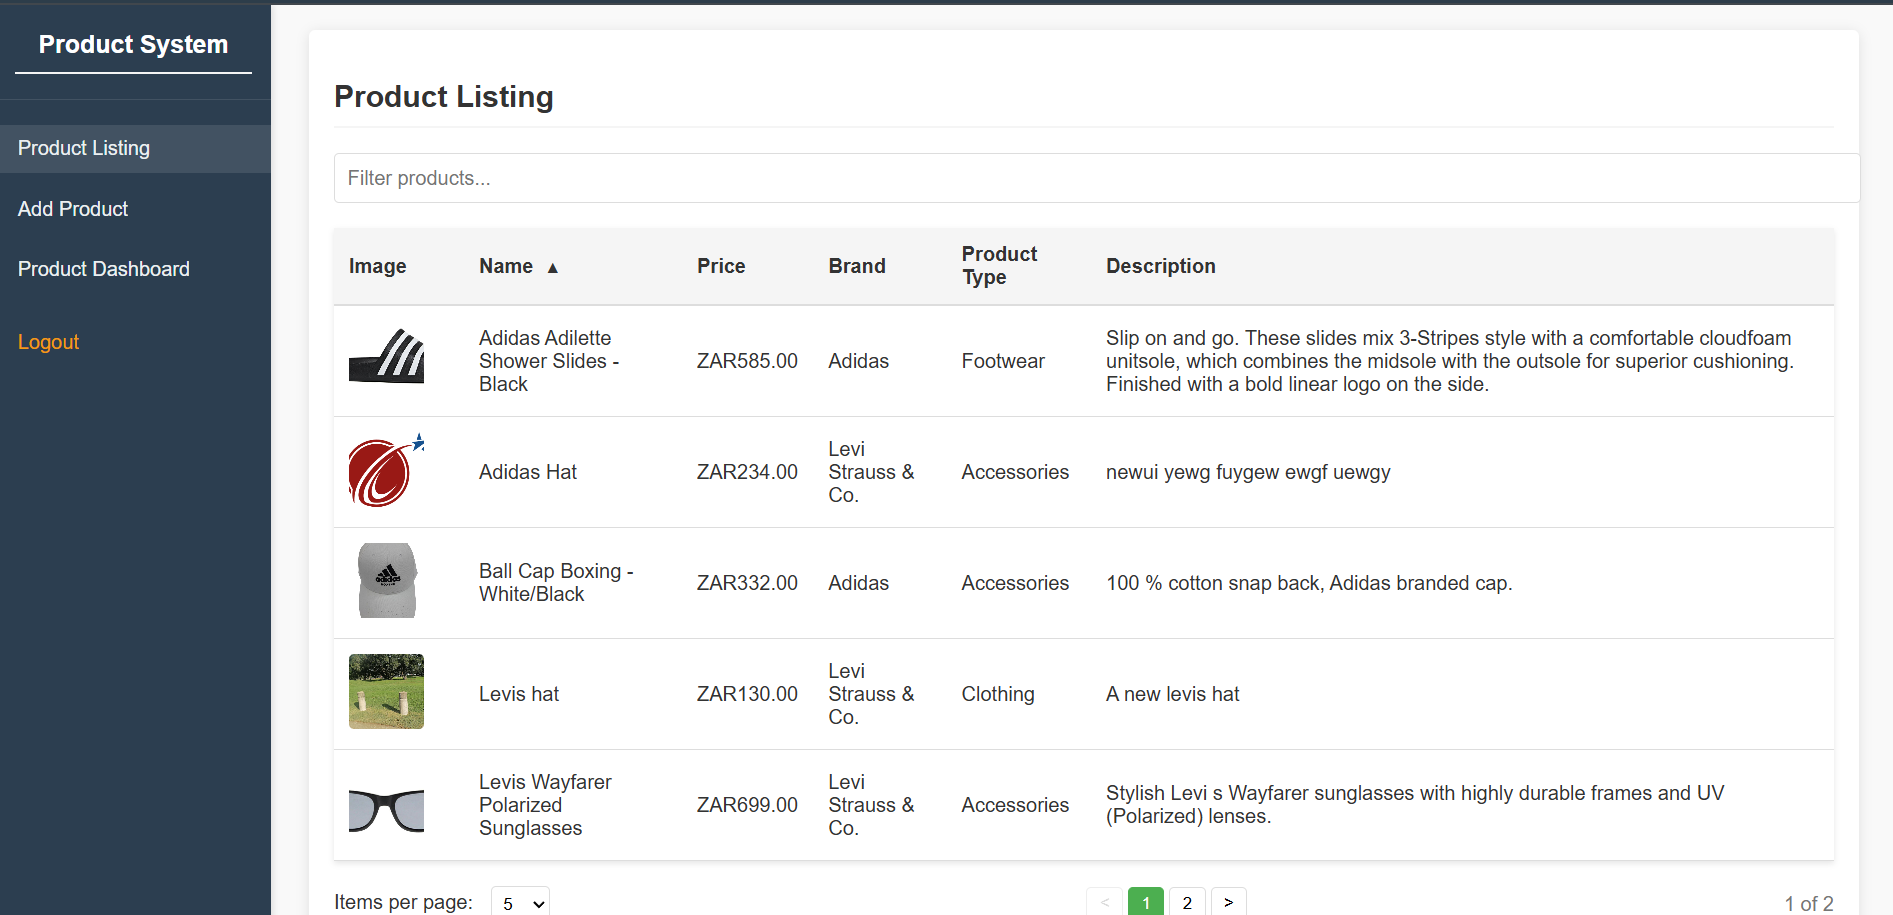 Product System
Product Listing
Add Product
Product Dashboard
Logout
Product Listing
Filter products...
Image Name ▲ Price Brand Product Type Description
Adidas Adilette
Shower Slides -
Black
ZAR585.00
Adidas
Footwear
Slip on and go. These slides mix 3-Stripes style with a comfortable cloudfoam
unitsole, which combines the midsole with the outsole for superior cushioning.
Finished with a bold linear logo on the side.
Adidas Hat
ZAR234.00
Levi
Strauss &
Co.
Accessories
newui yewg fuygew ewgf uewgy
adidas
Ball Cap Boxing -
White/Black
ZAR332.00
Adidas
Accessories
100 % cotton snap back, Adidas branded cap.
Levis hat
ZAR130.00
Levi
Strauss &
Co.
Clothing
A new levis hat
Levis Wayfarer
Polarized
Sunglasses
ZAR699.00
Levi
Strauss &
Co.
Accessories
Stylish Levi s Wayfarer sunglasses with highly durable frames and UV
(Polarized) lenses.
Items per page: 5
< 1 2 >
1 of 2